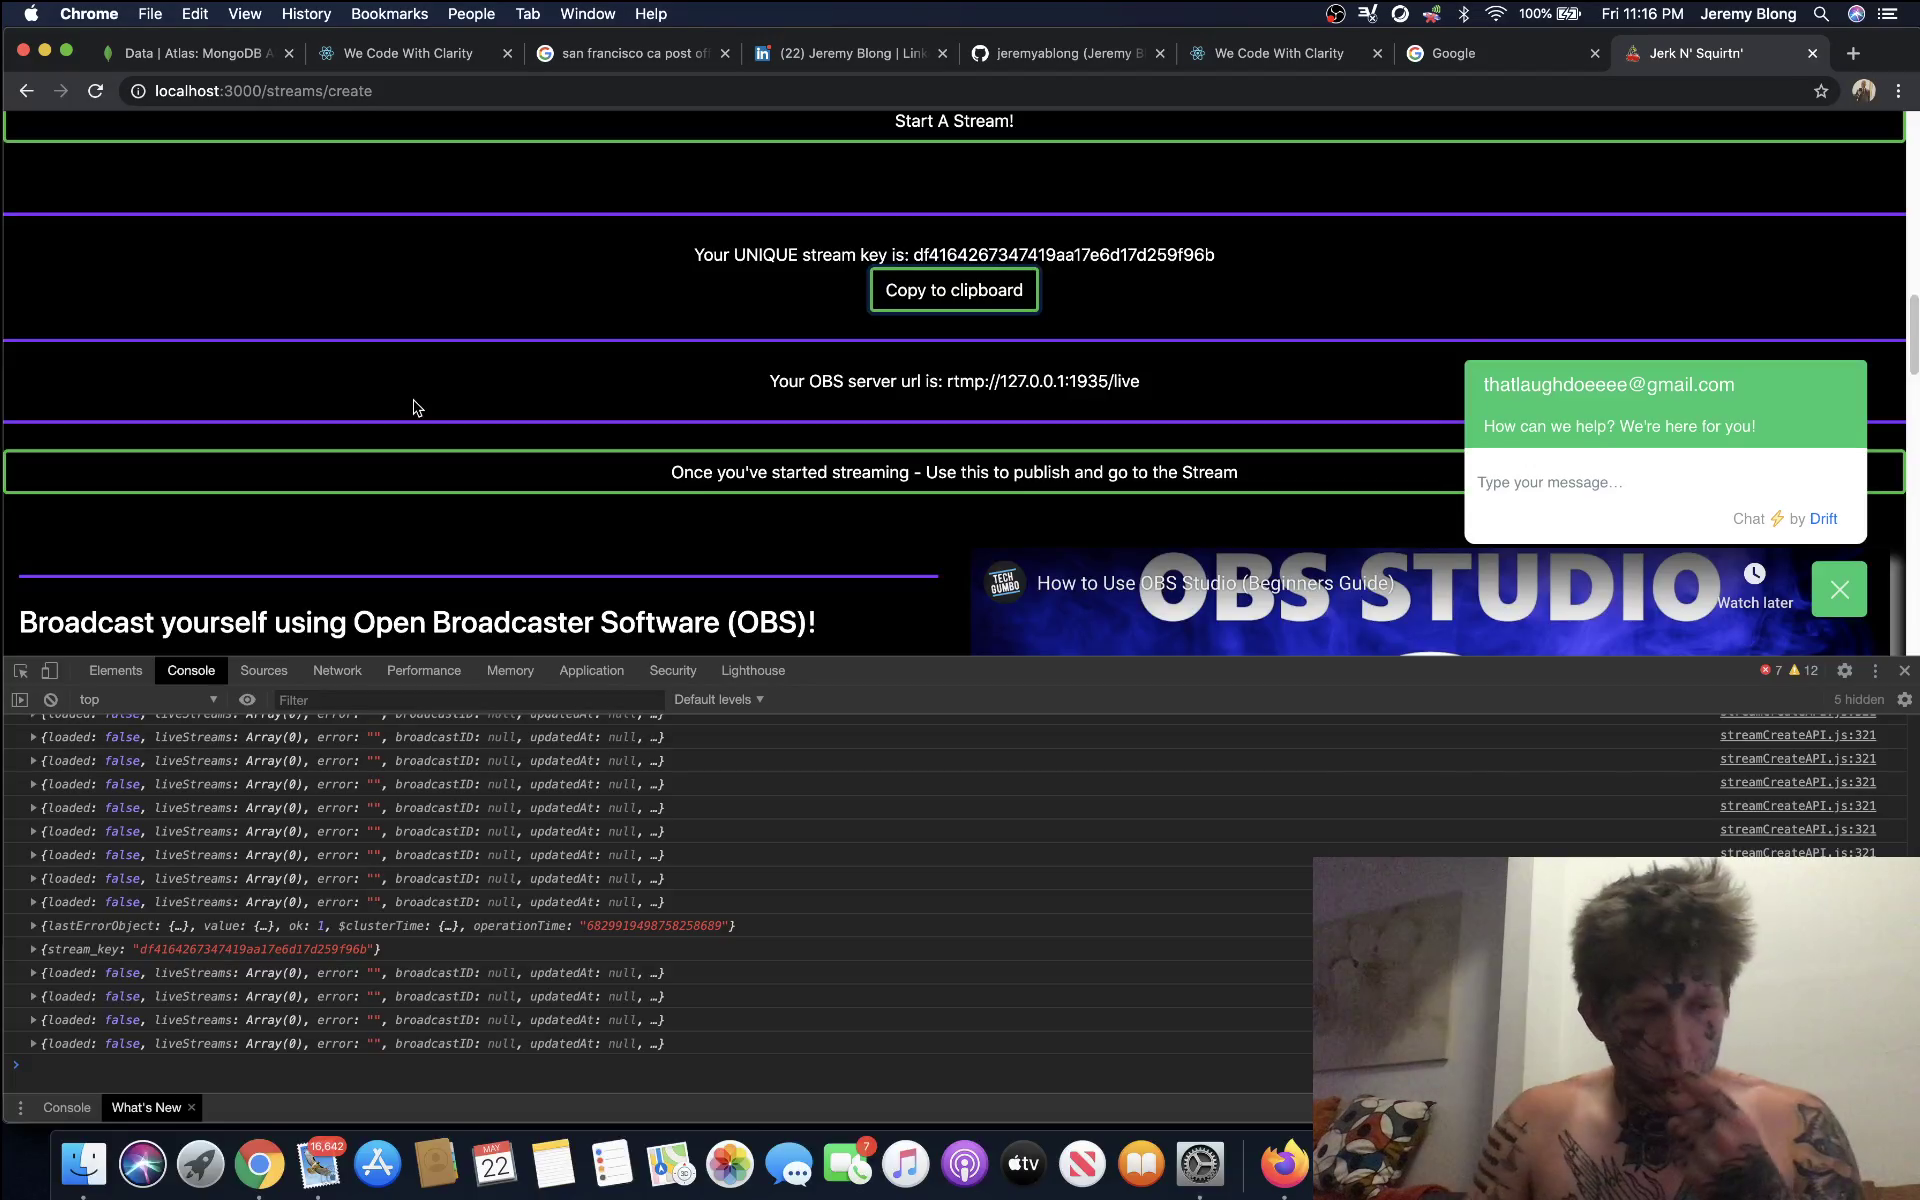 Chrome File Edit View History Bookmarks People Tab Window Help 100% Fri 11:16 PM Jeremy Blong
Data | Atlas: MongoDB A We Code With Clarity san francisco ca post off (22) Jeremy Blong | Link jeremyablong (Jeremy B We Code With Clarity Google Jerk N' Squirtn'
localhost:3000/streams/create
Start A Stream!
Your UNIQUE stream key is: df4164267347419aa17e6d17d259f96b
Copy to clipboard
Your OBS server url is: rtmp://127.0.0.1:1935/live
thatlaughdoeeee@gmail.com
How can we help? We're here for you!
Once you've started streaming - Use this to publish and go to the Stream
Type your message…
Chat ⚡ by Drift
TECH GUMBO
How to Use OBS Studio (Beginners Guide)
OBS STUDIO
Watch later
Broadcast yourself using Open Broadcaster Software (OBS)!
Elements Console Sources Network Performance Memory Application Security Lighthouse 7 12
top Filter Default levels 5 hidden
{loaded: false, liveStreams: Array(0), error: "", broadcastID: null, updatedAt: null, …} streamCreateAPI.js:321
{loaded: false, liveStreams: Array(0), error: "", broadcastID: null, updatedAt: null, …} streamCreateAPI.js:321
{loaded: false, liveStreams: Array(0), error: "", broadcastID: null, updatedAt: null, …} streamCreateAPI.js:321
{loaded: false, liveStreams: Array(0), error: "", broadcastID: null, updatedAt: null, …} streamCreateAPI.js:321
{loaded: false, liveStreams: Array(0), error: "", broadcastID: null, updatedAt: null, …} streamCreateAPI.js:321
{loaded: false, liveStreams: Array(0), error: "", broadcastID: null, updatedAt: null, …} streamCreateAPI.js:321
{loaded: false, liveStreams: Array(0), error: "", broadcastID: null, updatedAt: null, …} streamCreateAPI.js:321
{loaded: false, liveStreams: Array(0), error: "", broadcastID: null, updatedAt: null, …}
{loaded: false, liveStreams: Array(0), error: "", broadcastID: null, updatedAt: null, …}
{lastErrorObject: {…}, value: {…}, ok: 1, $clusterTime: {…}, operationTime: "6829919498758258689"}
{stream_key: "df4164267347419aa17e6d17d259f96b"}
{loaded: false, liveStreams: Array(0), error: "", broadcastID: null, updatedAt: null, …}
{loaded: false, liveStreams: Array(0), error: "", broadcastID: null, updatedAt: null, …}
{loaded: false, liveStreams: Array(0), error: "", broadcastID: null, updatedAt: null, …}
{loaded: false, liveStreams: Array(0), error: "", broadcastID: null, updatedAt: null, …}
Console What's New
16,642 MAY 22 7 tv